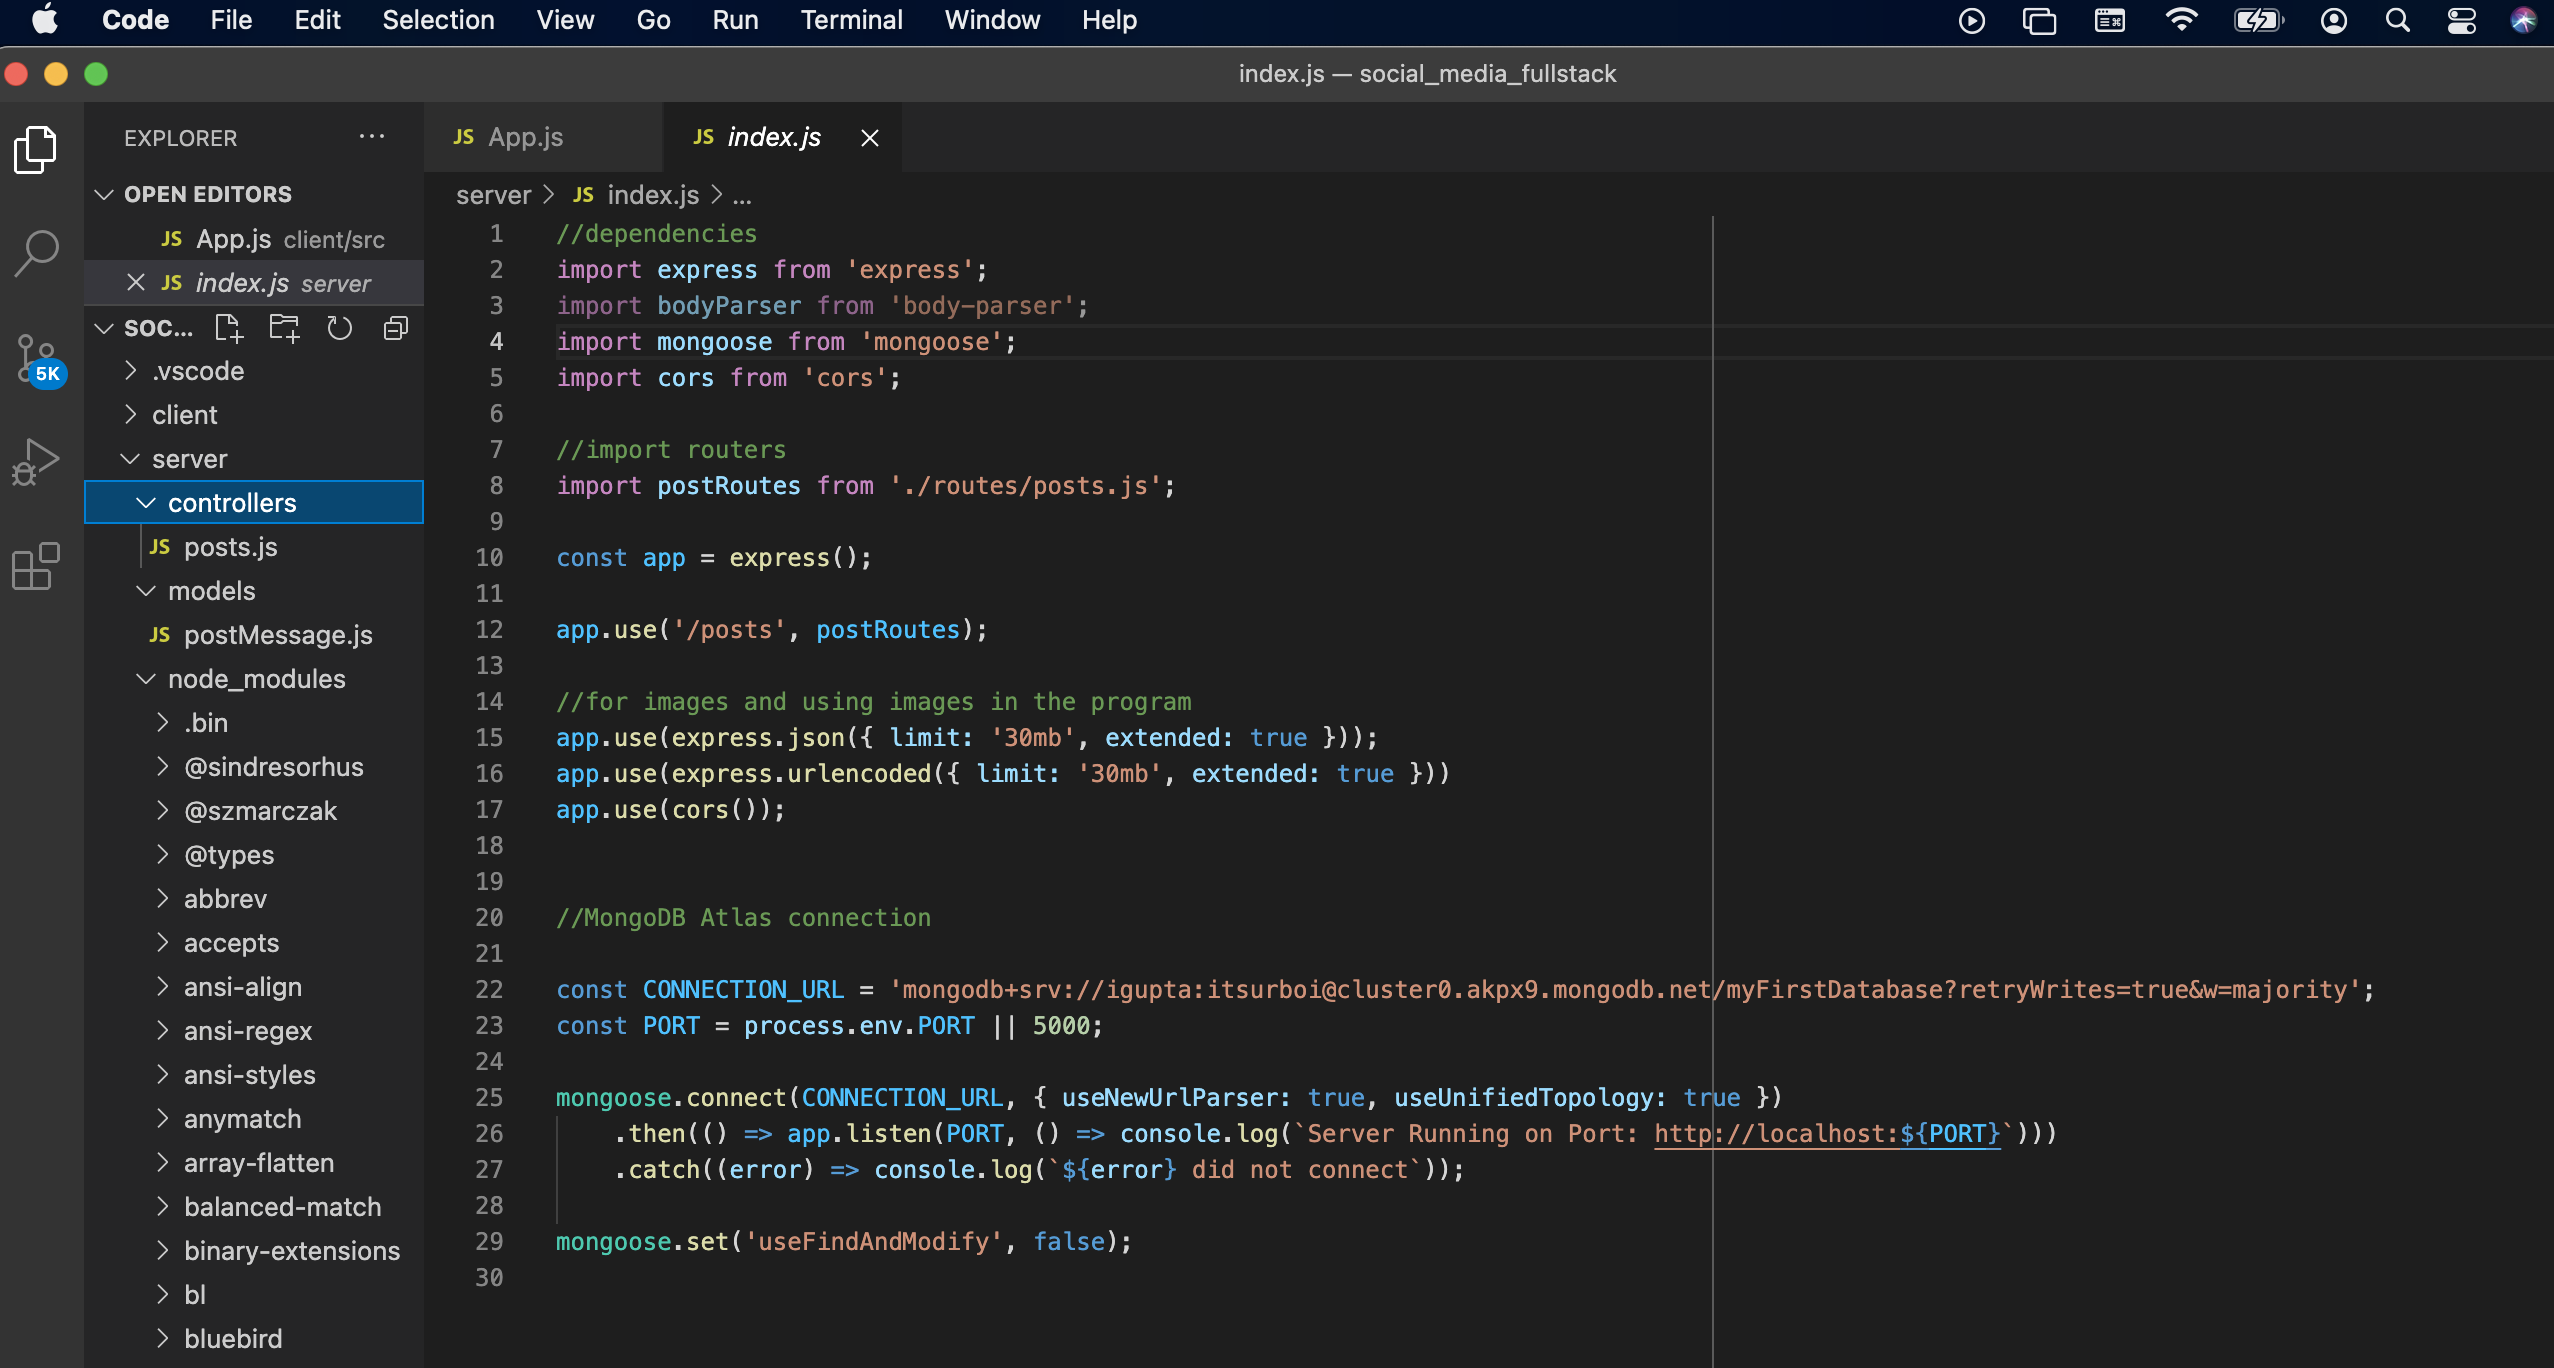 Code File Edit Selection View Go Run Terminal Window Help
index.js — social_media_fullstack
EXPLORER
OPEN EDITORS
JS App.js client/src
JS index.js server
SOC...
5K
.vscode
client
server
controllers
JS posts.js
models
JS postMessage.js
node_modules
.bin
@sindresorhus
@szmarczak
@types
abbrev
accepts
ansi-align
ansi-regex
ansi-styles
anymatch
array-flatten
balanced-match
binary-extensions
bl
bluebird
JS App.js JS index.js
server > JS index.js > ...
1 //dependencies
2 import express from 'express';
3 import bodyParser from 'body-parser';
4 import mongoose from 'mongoose';
5 import cors from 'cors';
6
7 //import routers
8 import postRoutes from './routes/posts.js';
9
10 const app = express();
11
12 app.use('/posts', postRoutes);
13
14 //for images and using images in the program
15 app.use(express.json({ limit: '30mb', extended: true }));
16 app.use(express.urlencoded({ limit: '30mb', extended: true }))
17 app.use(cors());
18
19
20 //MongoDB Atlas connection
21
22 const CONNECTION_URL = 'mongodb+srv://igupta:itsurboi@cluster0.akpx9.mongodb.net/myFirstDatabase?retryWrites=true&w=majority';
23 const PORT = process.env.PORT || 5000;
24
25 mongoose.connect(CONNECTION_URL, { useNewUrlParser: true, useUnifiedTopology: true })
26 .then(() => app.listen(PORT, () => console.log(`Server Running on Port: http://localhost:${PORT}`)))
27 .catch((error) => console.log(`${error} did not connect`));
28
29 mongoose.set('useFindAndModify', false);
30